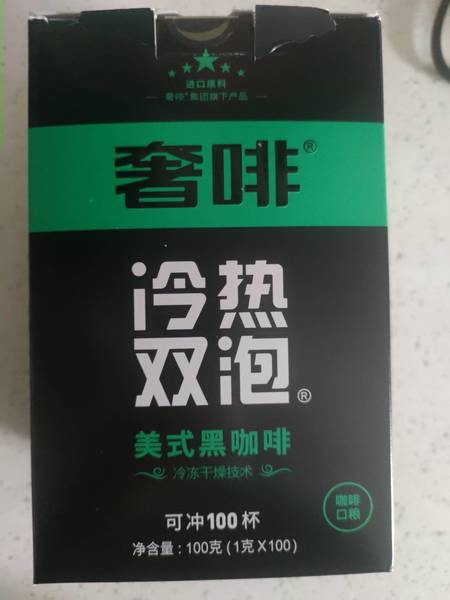 进口原料
奢啡®集团旗下产品
奢啡®
冷热
双泡®
美式黑咖啡
冷冻干燥技术
可冲100杯
净含量：100克（1克X100）
咖啡
口粮